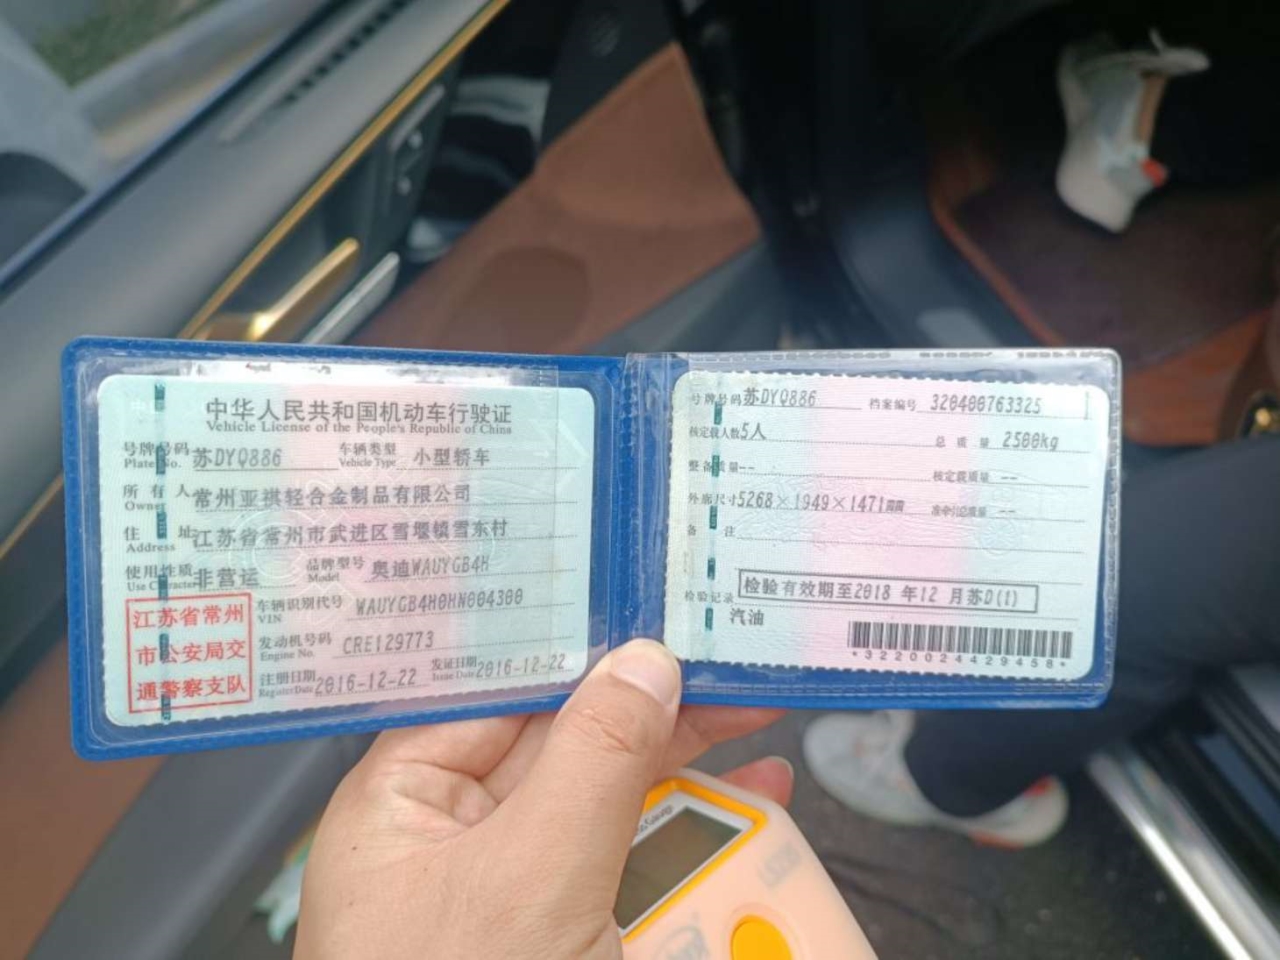 中华人民共和国机动车行驶证
Vehicle License of the People's Republic of China
号牌号码 苏DYQ886 车辆类型 小型轿车
Plate No. Vehicle Type
所有人 常州亚祺轻合金制品有限公司
Owner
住址 江苏省常州市武进区雪堰镇雪东村
Address
使用性质 非营运 品牌型号 奥迪WAUYGB4H
Use Character Model
江苏省常州
市公安局交
通警察支队
车辆识别代号 WAUYGB4H0HN004300
VIN
发动机号码 CRE129773
Engine No.
注册日期 2016-12-22 发证日期 2016-12-22
Register Date Issue Date
号牌号码 苏DYQ886 档案编号 320400763325
核定载人数 5人 总质量 2500kg
整备质量 -- 核定载质量 --
外廓尺寸 5268×1949×1471mm 准牵引总质量 --
备注
检验记录 检验有效期至2018年12月苏D(1)
汽油
*3220024429458*